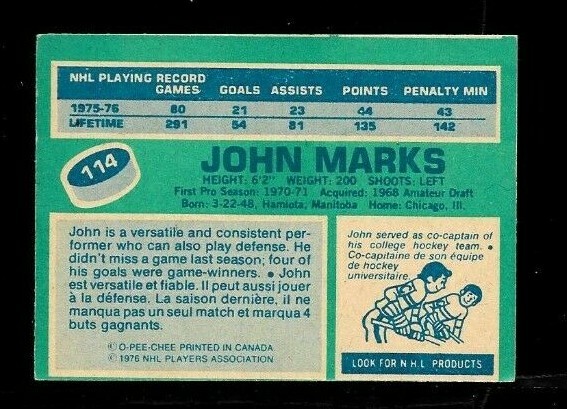 NHL PLAYING RECORD
GAMES GOALS ASSISTS POINTS PENALTY MIN
1975-76 80 21 23 44 43
LIFETIME 291 54 81 135 142
114
JOHN MARKS
HEIGHT: 6'2" WEIGHT: 200 SHOOTS: LEFT
First Pro Season: 1970-71 Acquired: 1968 Amateur Draft
Born: 3-22-48, Hamiota, Manitoba Home: Chicago, Ill.
John is a versatile and consistent per-
former who can also play defense. He
didn't miss a game last season; four of
his goals were game-winners. • John
est versatile et fiable. Il peut aussi jouer
à la défense. La saison dernière, il ne
manqua pas un seul match et marqua 4
buts gagnants.
© O-PEE-CHEE PRINTED IN CANADA
© 1976 NHL PLAYERS ASSOCIATION
John served as co-captain of
his college hockey team. •
Co-capitaine de son équipe
de hockey
universitaire.
LOOK FOR N H L PRODUCTS